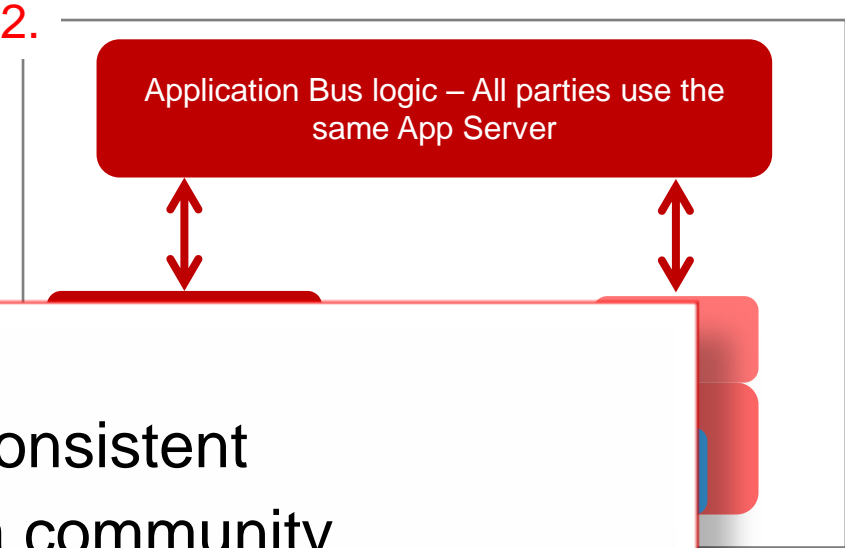 2.
Application Bus logic – All parties use the
same App Server
onsistent
community